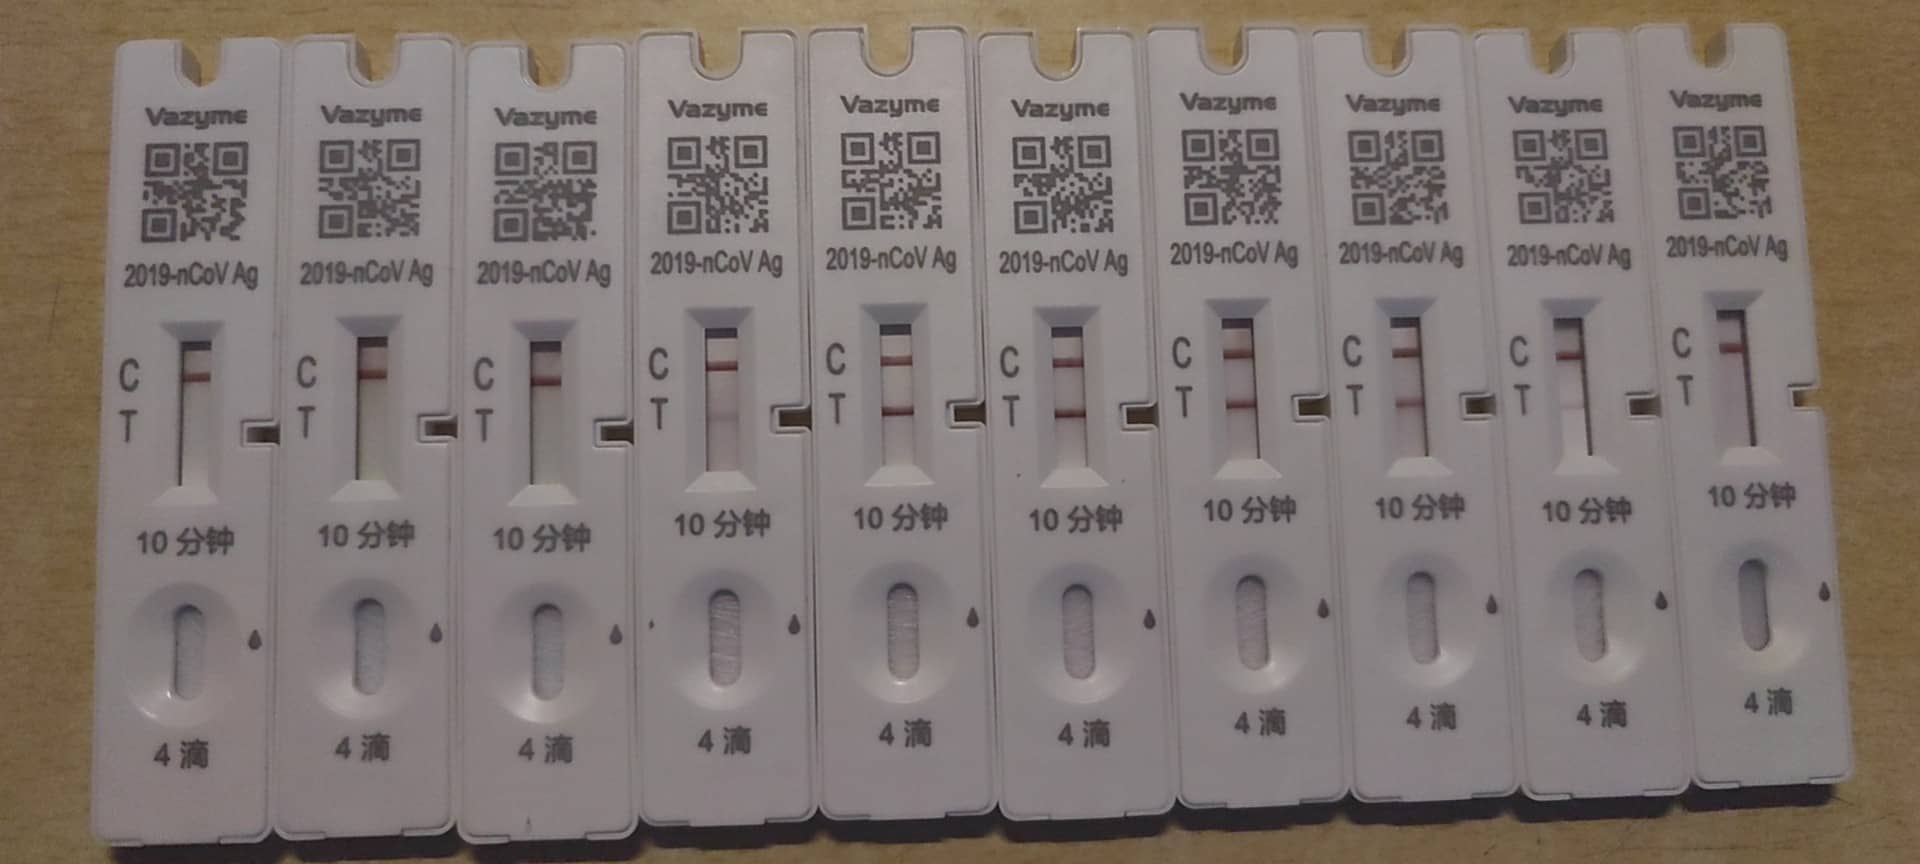 Vazyme Vazyme Vazyme Vazyme Vazyme Vazyme Vazyme Vazyme Vazyme Vazyme
2019-nCoV Ag 2019-nCoV Ag 2019-nCoV Ag 2019-nCoV Ag 2019-nCoV Ag 2019-nCoV Ag 2019-nCoV Ag 2019-nCoV Ag 2019-nCoV Ag 2019-nCoV Ag
C C C C C C C C C C
T T T T T T T T T T
10 分钟 10 分钟 10 分钟 10 分钟 10 分钟 10 分钟 10 分钟 10 分钟 10 分钟 10 分钟
4 滴 4 滴 4 滴 4 滴 4 滴 4 滴 4 滴 4 滴 4 滴 4 滴